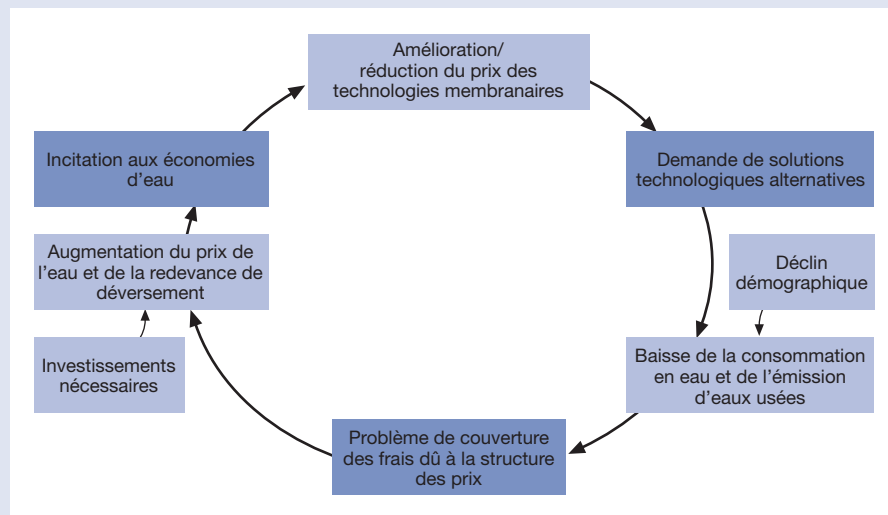 Amélioration/
réduction du prix des
technologies membranaires
Incitation aux économies
d'eau
Demande de solutions
technologiques alternatives
Augmentation du prix de
l'eau et de la redevance de
déversement
Déclin
démographique
Investissements
nécessaires
Baisse de la consommation
en eau et de l'émission
d'eaux usées
Problème de couverture
des frais dû à la structure
des prix